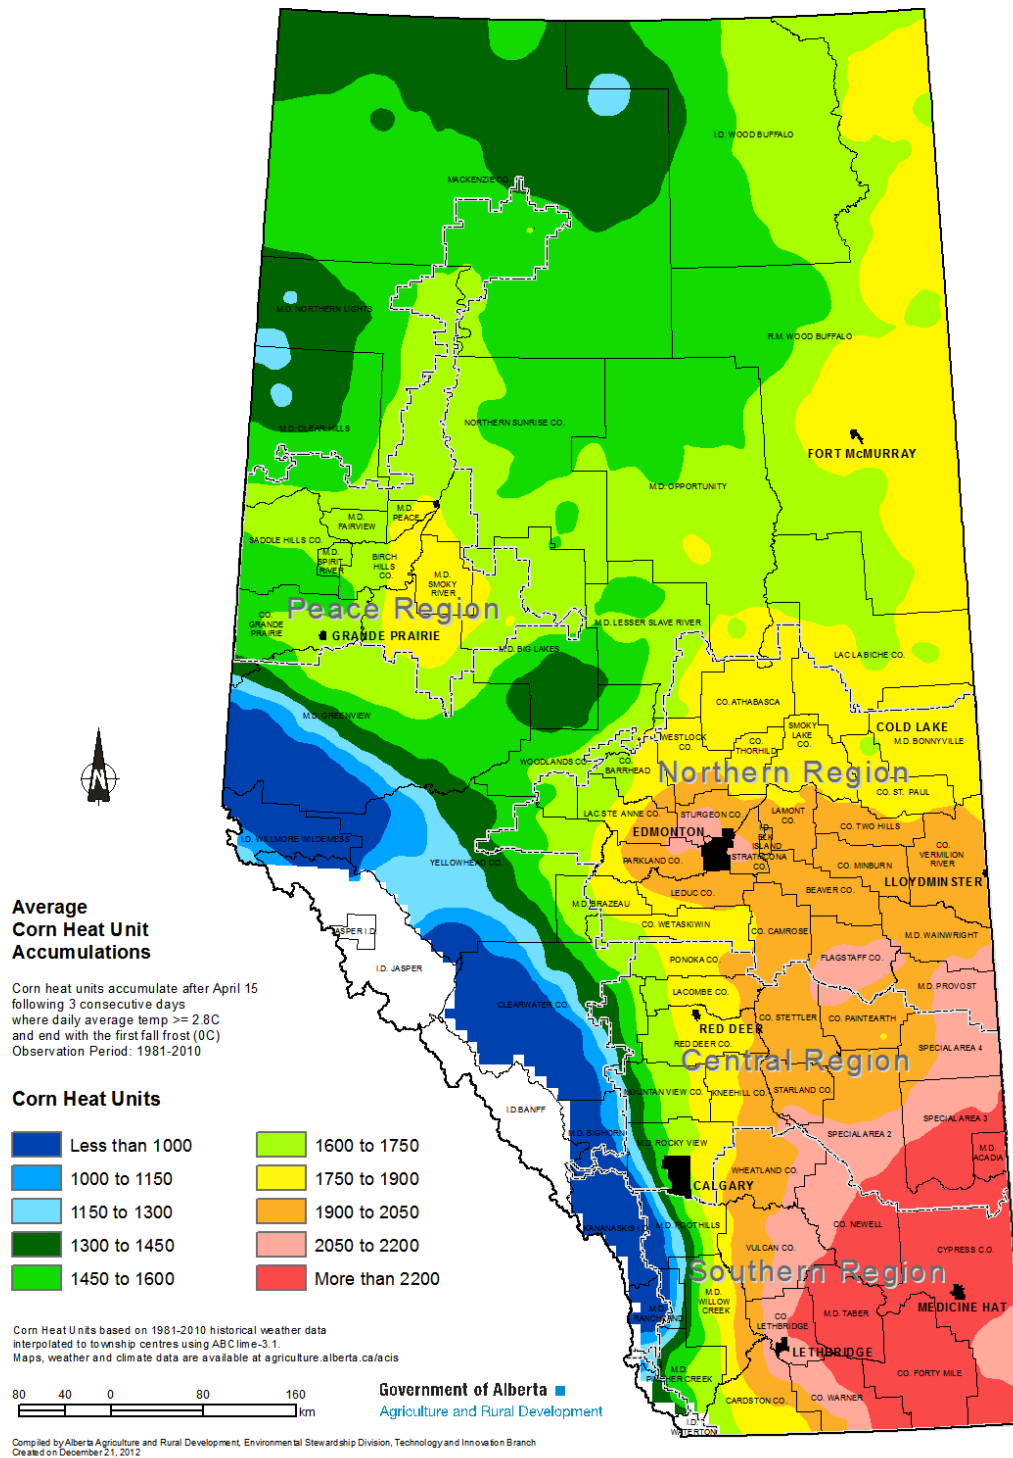 I.D. WOOD BUFFALO
MACKENZIE CO.
M.D. NORTHERN LIGHTS
R.M. WOOD BUFFALO
M.D. CLEAR HILLS
NORTHERN SUNRISE CO.
FORT McMURRAY
M.D. OPPORTUNITY
M.D.
PEACE
M.D.
FAIRVIEW
SADDLE HILLS CO.
M.D.
SPIRIT
RIVER
BIRCH
HILLS
CO.
M.D.
SMOKY
RIVER
Peace Region
CO.
GRANDE
PRAIRIE
GRANDE PRAIRIE
M.D. LESSER SLAVE RIVER
M.D. BIG LAKES
LAC LA BICHE CO.
M.D. GREENVIEW
CO. ATHABASCA
SMOKY
LAKE
CO.
COLD LAKE
M.D. BONNYVILLE
WESTLOCK
CO.
CO.
THORHILD
WOODLANDS CO.
CO.
BARRHEAD
Northern Region
CO. ST. PAUL
LAC STE ANNE CO.
STURGEON CO.
LAMONT
CO.
EDMONTON
I.D.
ELK
ISLAND
CO. TWO HILLS
I.D. WILLMORE WILDERNESS
YELLOWHEAD CO.
PARKLAND CO.
STRATHCONA
CO.
CO. MINBURN
CO.
VERMILION
RIVER
LLOYDMINSTER
LEDUC CO.
BEAVER CO.
M.D. BRAZEAU
CO. WETASKIWIN
CO. CAMROSE
M.D. WAINWRIGHT
JASPER I.D.
I.D. JASPER
PONOKA CO.
FLAGSTAFF CO.
M.D. PROVOST
CLEARWATER CO.
LACOMBE CO.
RED DEER
CO. STETTLER
CO. PAINTEARTH
RED DEER CO.
SPECIAL AREA 4
Central Region
MOUNTAIN VIEW CO.
KNEEHILL CO.
STARLAND CO.
I.D.BANFF
SPECIAL AREA 3
M.D. BIGHORN
M.D. ROCKY VIEW
SPECIAL AREA 2
M.D.
ACADIA
CALGARY
WHEATLAND CO.
KANANASKIS I.D.
M.D. FOOTHILLS
CO. NEWELL
VULCAN CO.
CYPRESS C.O.
Southern Region
M.D.
WILLOW
CREEK
MEDICINE HAT
M.D.
RANCHLAND
CO.
LETHBRIDGE
M.D. TABER
LETHBRIDGE
M.D.
PINCHER CREEK
CO. FORTY MILE
CARDSTON CO.
CO. WARNER
I.D.
WATERTON
N
Average
Corn Heat Unit
Accumulations
Corn heat units accumulate after April 15
following 3 consecutive days
where daily average temp >= 2.8C
and end with the first fall frost (0C)
Observation Period: 1981-2010
Corn Heat Units
Less than 1000
1000 to 1150
1150 to 1300
1300 to 1450
1450 to 1600
1600 to 1750
1750 to 1900
1900 to 2050
2050 to 2200
More than 2200
Corn Heat Units based on 1981-2010 historical weather data
interpolated to township centres using ABClime-3.1.
Maps, weather and climate data are available at agriculture.alberta.ca/acis
80 40 0 80 160
km
Government of Alberta
Agriculture and Rural Development
Compiled by Alberta Agriculture and Rural Development, Environmental Stewardship Division, Technology and Innovation Branch
Created on December 21, 2012